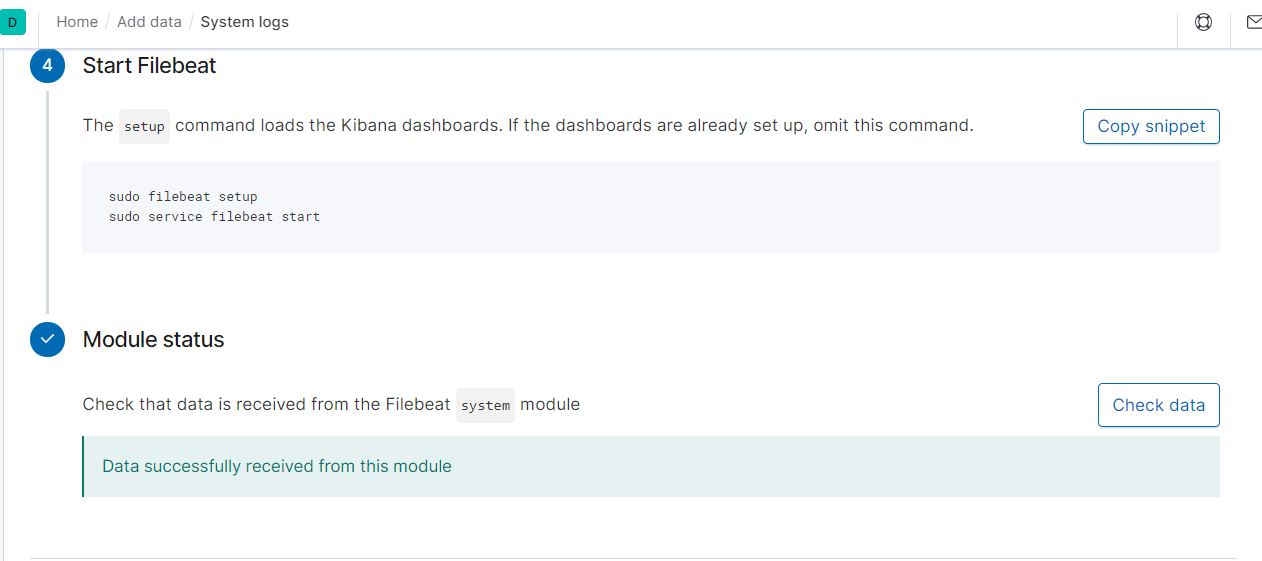 D
Home / Add data / System logs
4 Start Filebeat
The setup command loads the Kibana dashboards. If the dashboards are already set up, omit this command.
Copy snippet
sudo filebeat setup
sudo service filebeat start
Module status
Check that data is received from the Filebeat system module
Check data
Data successfully received from this module